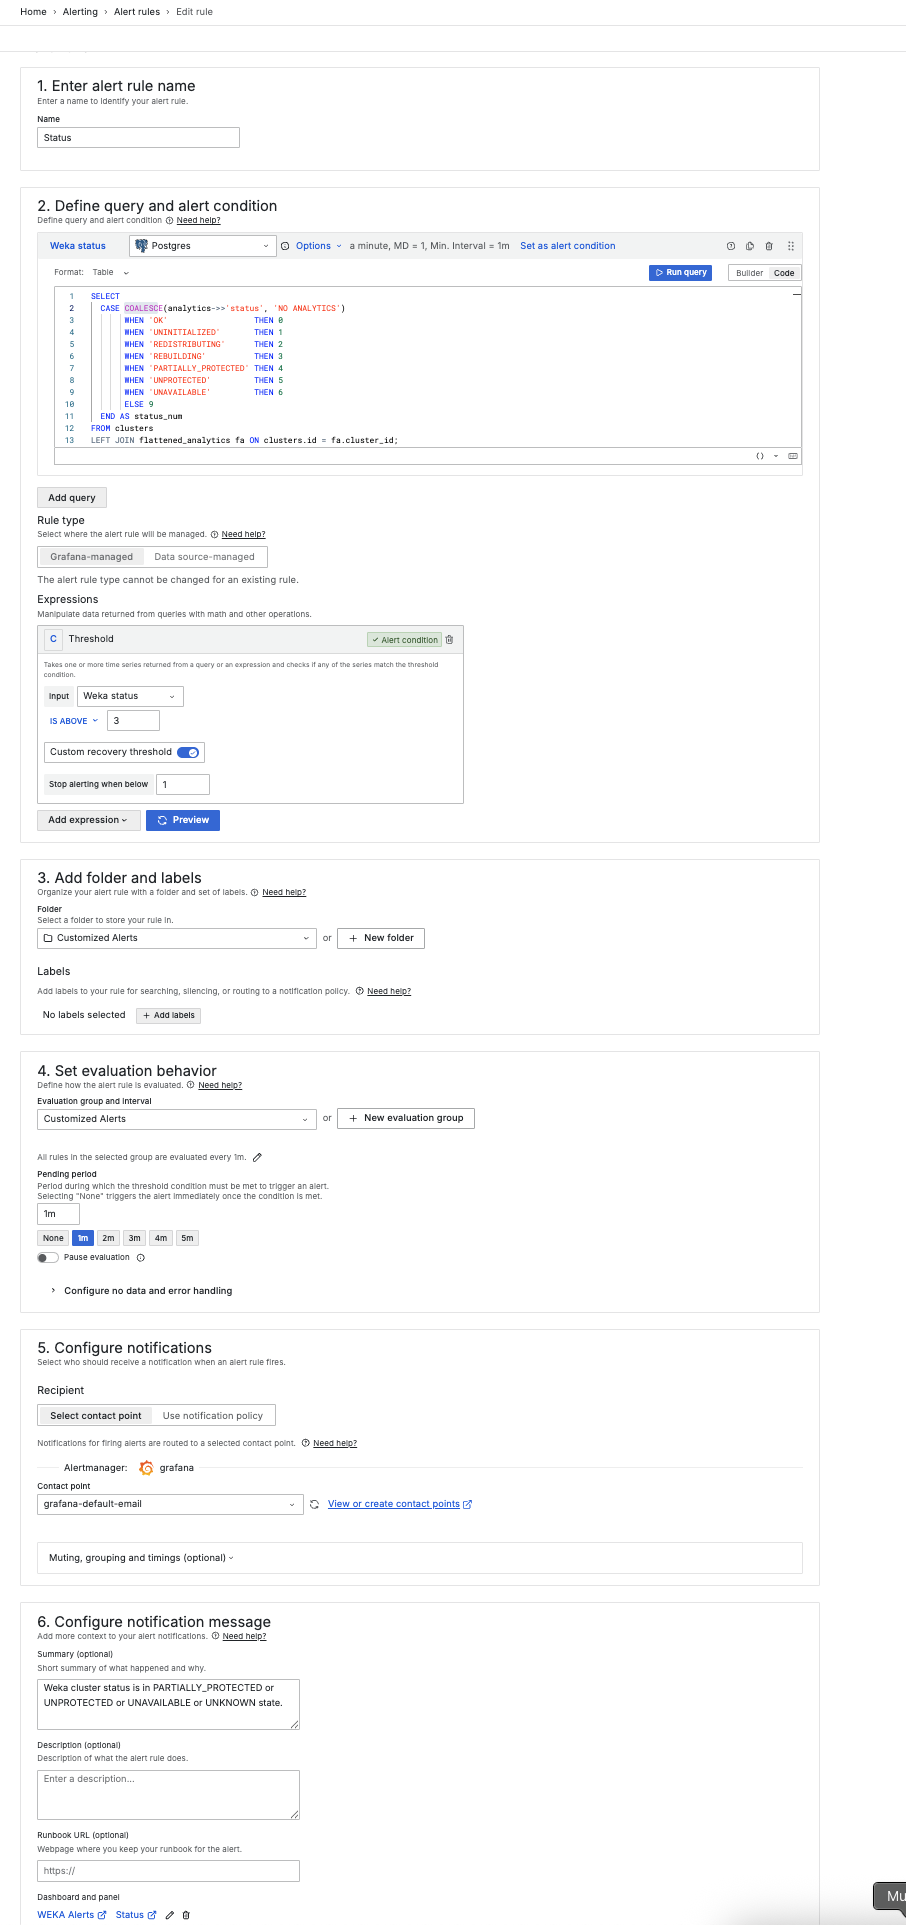 Home › Alerting › Alert rules › Edit rule
1. Enter alert rule name
Enter a name to identify your alert rule.
Name
Status
2. Define query and alert condition
Define query and alert condition Need help?
Weka status Postgres Options a minute, MD = 1, Min. Interval = 1m Set as alert condition
Format: Table Run query Builder Code
1 SELECT
2 CASE COALESCE(analytics->>'status', 'NO ANALYTICS')
3 WHEN 'OK' THEN 0
4 WHEN 'UNINITIALIZED' THEN 1
5 WHEN 'REDISTRIBUTING' THEN 2
6 WHEN 'REBUILDING' THEN 3
7 WHEN 'PARTIALLY_PROTECTED' THEN 4
8 WHEN 'UNPROTECTED' THEN 5
9 WHEN 'UNAVAILABLE' THEN 6
10 ELSE 9
11 END AS status_num
12 FROM clusters
13 LEFT JOIN flattened_analytics fa ON clusters.id = fa.cluster_id;
Add query
Rule type
Select where the alert rule will be managed. Need help?
Grafana-managed Data source-managed
The alert rule type cannot be changed for an existing rule.
Expressions
Manipulate data returned from queries with math and other operations.
C Threshold Alert condition
Takes one or more time series returned from a query or an expression and checks if any of the series match the threshold
condition.
Input Weka status
IS ABOVE 3
Custom recovery threshold
Stop alerting when below 1
Add expression Preview
3. Add folder and labels
Organize your alert rule with a folder and set of labels. Need help?
Folder
Select a folder to store your rule in.
Customized Alerts or + New folder
Labels
Add labels to your rule for searching, silencing, or routing to a notification policy. Need help?
No labels selected + Add labels
4. Set evaluation behavior
Define how the alert rule is evaluated. Need help?
Evaluation group and interval
Customized Alerts or + New evaluation group
All rules in the selected group are evaluated every 1m.
Pending period
Period during which the threshold condition must be met to trigger an alert.
Selecting "None" triggers the alert immediately once the condition is met.
1m
None 1m 2m 3m 4m 5m
Pause evaluation
Configure no data and error handling
5. Configure notifications
Select who should receive a notification when an alert rule fires.
Recipient
Select contact point Use notification policy
Notifications for firing alerts are routed to a selected contact point. Need help?
Alertmanager: grafana
Contact point
grafana-default-email View or create contact points
Muting, grouping and timings (optional)
6. Configure notification message
Add more context to your alert notifications. Need help?
Summary (optional)
Short summary of what happened and why.
Weka cluster status is in PARTIALLY_PROTECTED or
UNPROTECTED or UNAVAILABLE or UNKNOWN state.
Description (optional)
Description of what the alert rule does.
Enter a description...
Runbook URL (optional)
Webpage where you keep your runbook for the alert.
https://
Dashboard and panel
Mu
WEKA Alerts Status